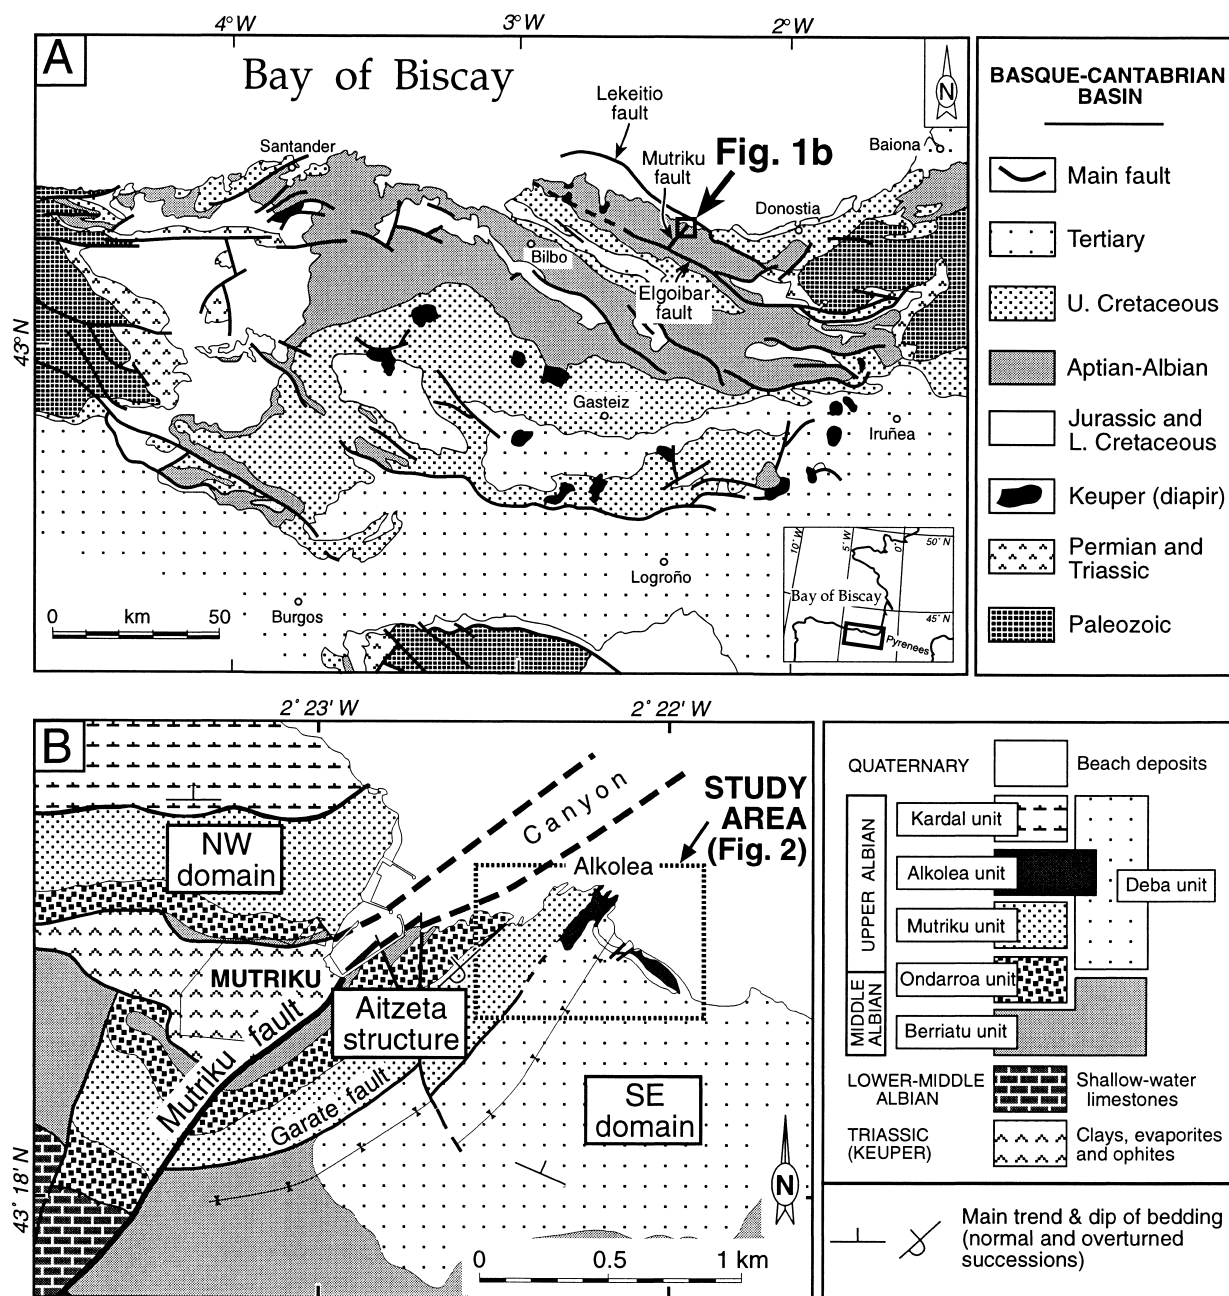 4°W
3°W
2°W
A
Bay of Biscay
N
Lekeitio
fault
Mutriku
fault
Fig. 1b
Baiona
Santander
Donostia
Bilbo
Elgoibar
fault
43°N
Gasteiz
Iruñea
Logroño
Burgos
0 km 50
10° W
5° W
0°
50° N
Bay of Biscay
45° N
Pyrenees
BASQUE-CANTABRIAN
BASIN
Main fault
Tertiary
U. Cretaceous
Aptian-Albian
Jurassic and
L. Cretaceous
Keuper (diapir)
Permian and
Triassic
Paleozoic
2° 23' W
2° 22' W
B
NW
domain
Canyon
STUDY
AREA
(Fig. 2)
Alkolea
MUTRIKU
Aitzeta
structure
Mutriku fault
Garate fault
SE
domain
N
43° 18' N
0 0.5 1 km
QUATERNARY
Beach deposits
UPPER ALBIAN
MIDDLE
ALBIAN
Kardal unit
Alkolea unit
Deba unit
Mutriku unit
Ondarroa unit
Berriatu unit
LOWER-MIDDLE
ALBIAN
Shallow-water
limestones
TRIASSIC
(KEUPER)
Clays, evaporites
and ophites
Main trend & dip of bedding
(normal and overturned
successions)